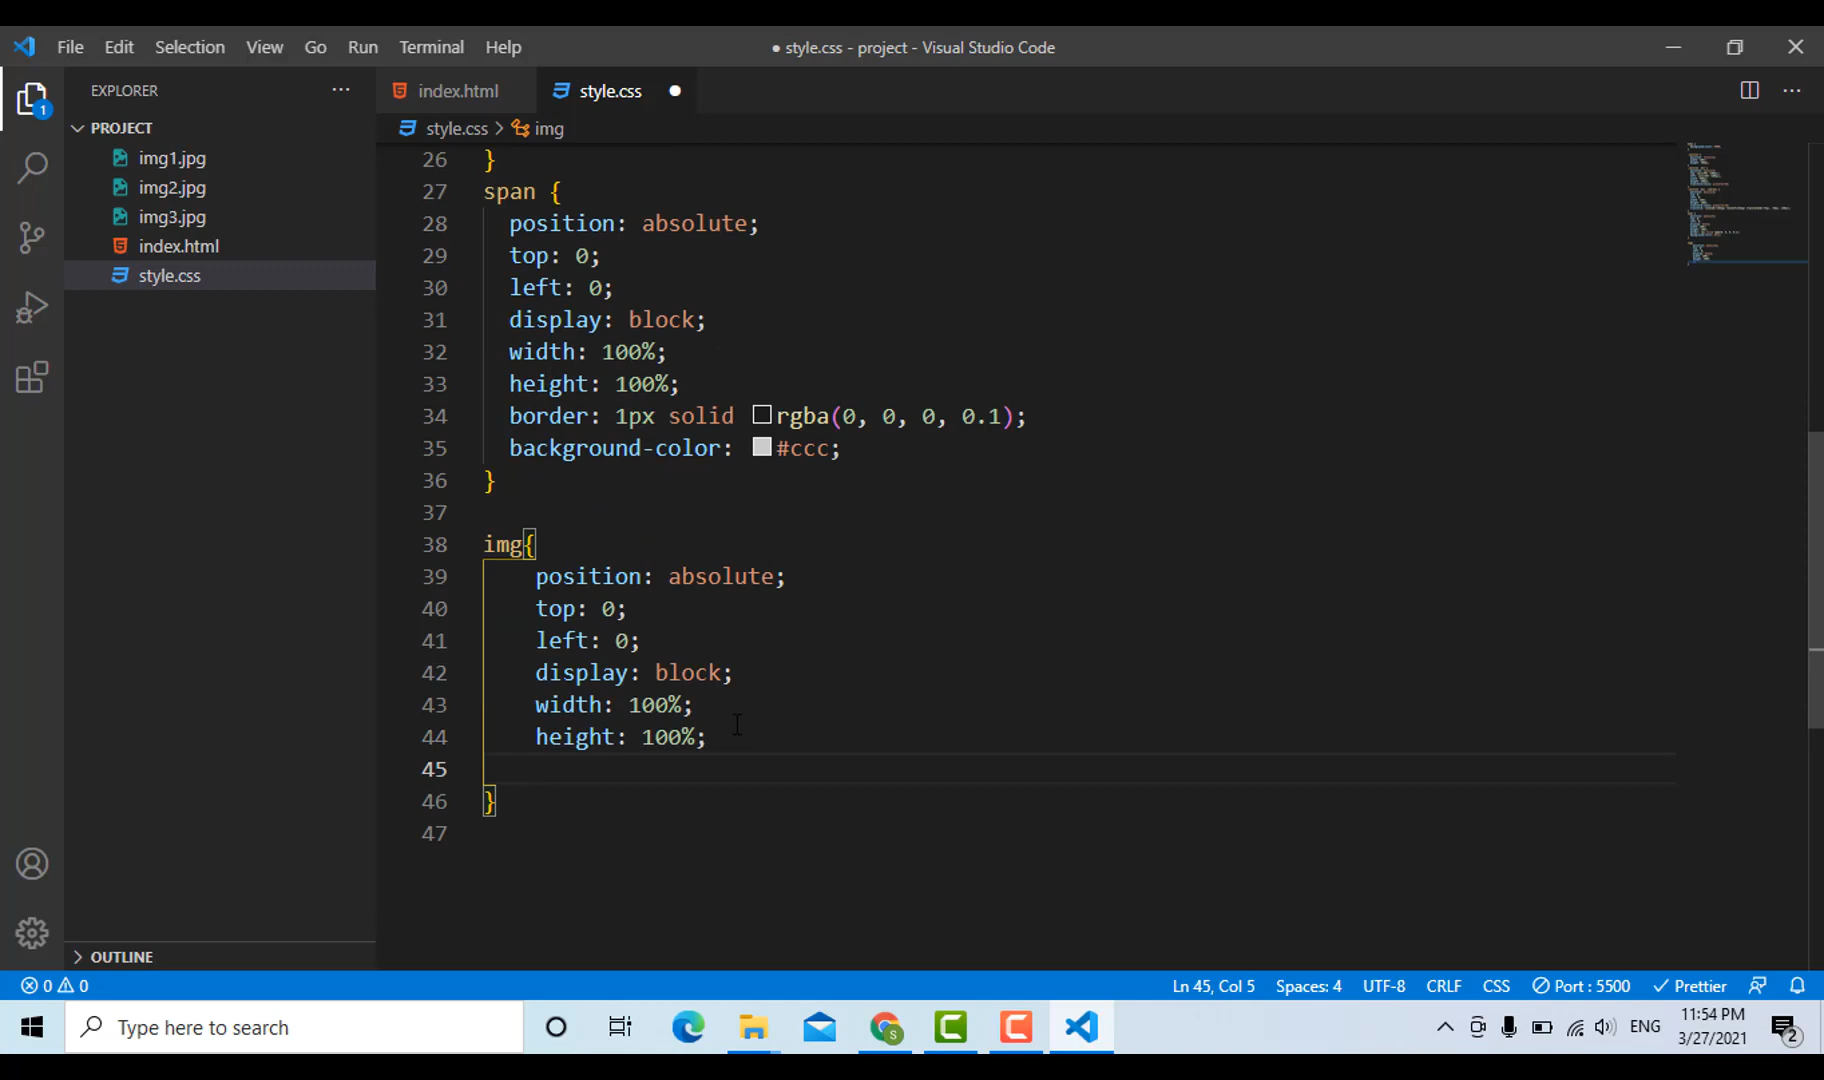 File Edit Selection View Go Run Terminal Help
● style.css - project - Visual Studio Code
EXPLORER
index.html
style.css
1
PROJECT
style.css > img
img1.jpg
img2.jpg
img3.jpg
index.html
style.css
26 }
27 span {
28 position: absolute;
29 top: 0;
30 left: 0;
31 display: block;
32 width: 100%;
33 height: 100%;
34 border: 1px solid rgba(0, 0, 0, 0.1);
35 background-color: #ccc;
36 }
37
38 img{
39 position: absolute;
40 top: 0;
41 left: 0;
42 display: block;
43 width: 100%;
44 height: 100%;
45
46 }
47
OUTLINE
0 0 Ln 45, Col 5 Spaces: 4 UTF-8 CRLF CSS Port : 5500 Prettier
Type here to search
S
ENG
11:54 PM
3/27/2021
2